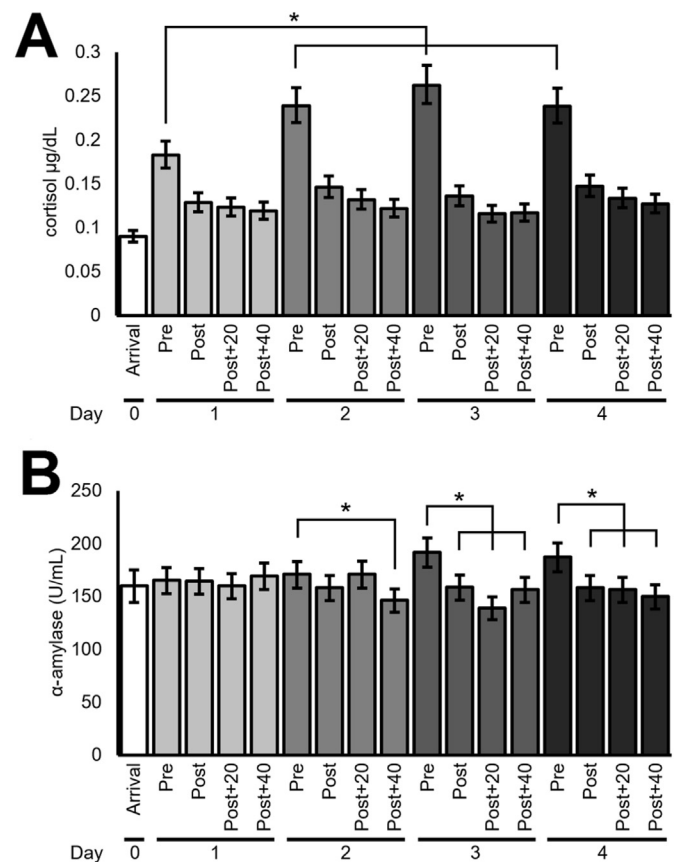 A
*
0.3
0.25
0.2
0.15
0.1
0.05
0
cortisol µg/dL
Arrival Pre Post Post+20 Post+40 Pre Post Post+20 Post+40 Pre Post Post+20 Post+40 Pre Post Post+20 Post+40
Day 0 1 2 3 4
B
* * *
250
200
150
100
50
0
α-amylase (U/mL)
Arrival Pre Post Post+20 Post+40 Pre Post Post+20 Post+40 Pre Post Post+20 Post+40 Pre Post Post+20 Post+40
Day 0 1 2 3 4